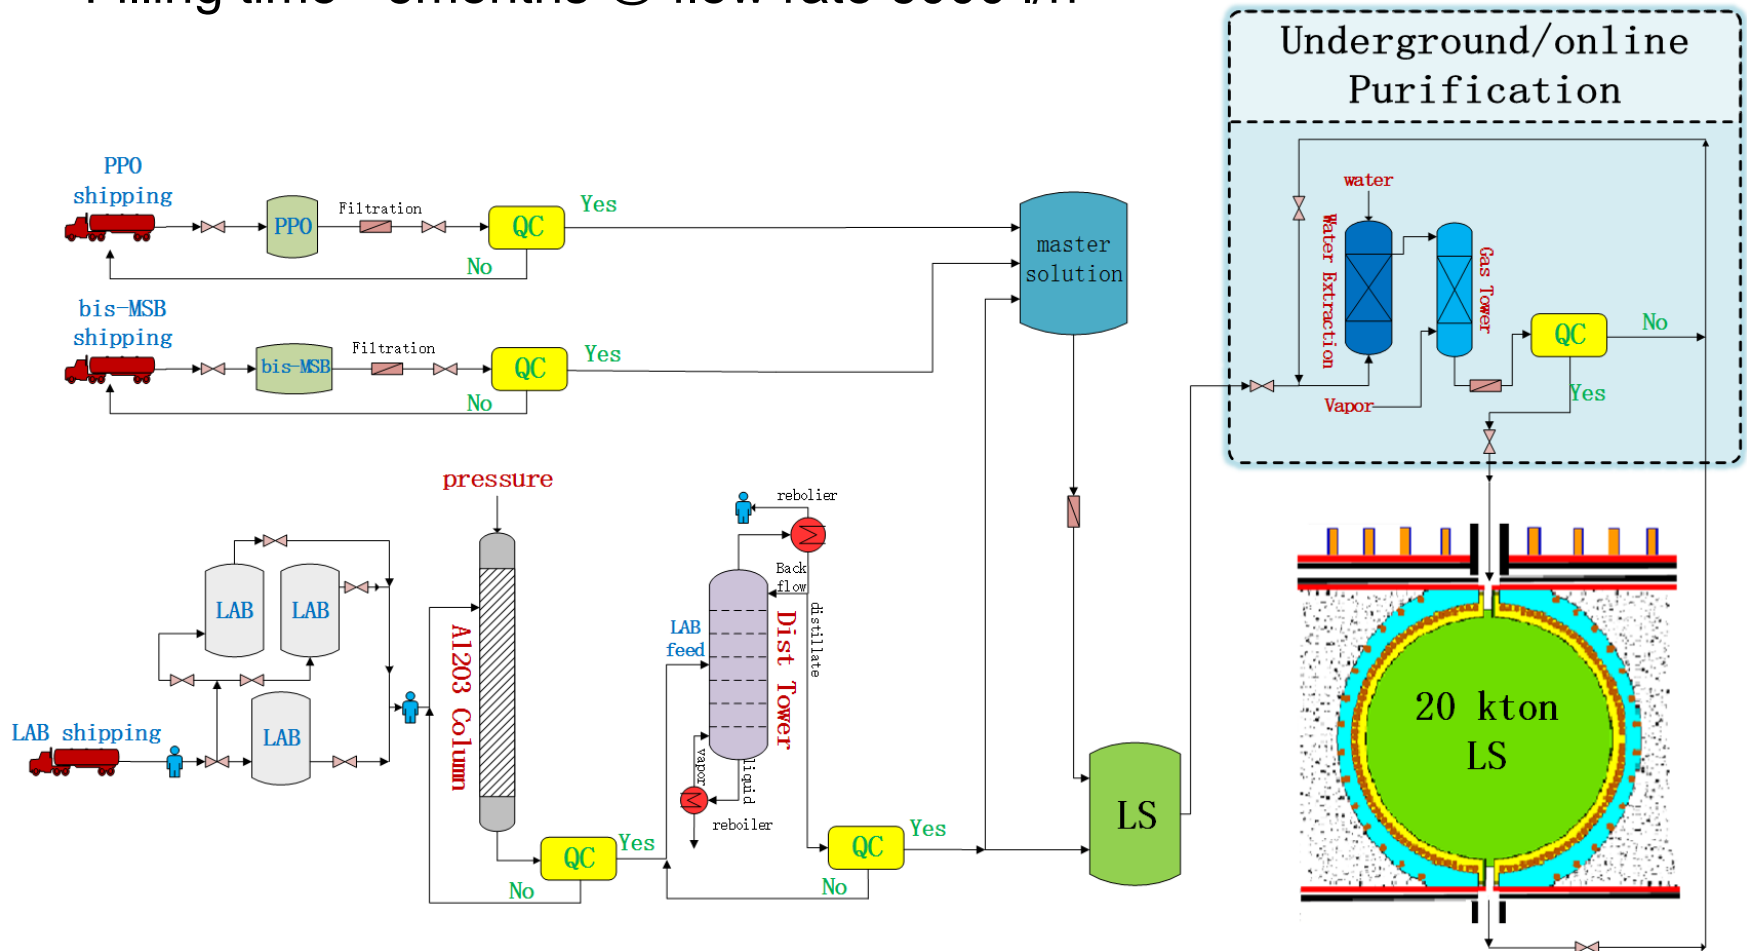 Underground/online
Purification
PPO
shipping
PPO
Filtration
QC
Yes
No
bis-MSB
shipping
bis-MSB
Filtration
QC
Yes
No
master
solution
water
Water Extraction
Gas Tower
Vapor
QC
No
Yes
pressure
LAB
LAB
LAB
LAB shipping
Al2O3 Column
QC
Yes
No
LAB
feed
rebolier
Back
flow
distillate
Dist Tower
vapor
liquid
reboiler
QC
Yes
No
LS
20 kton
LS